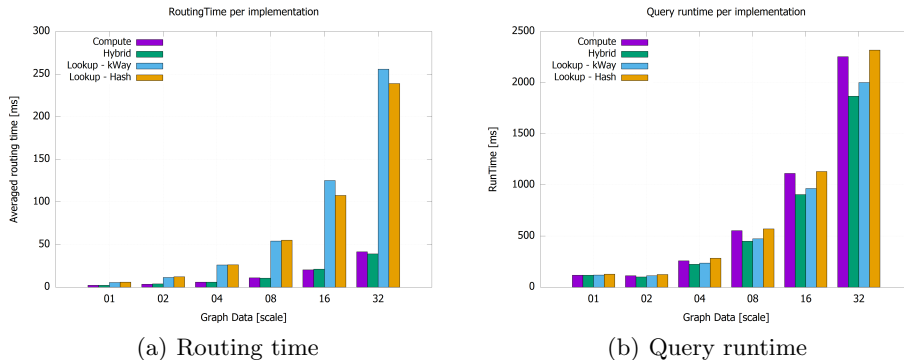 RoutingTime per implementation
Averaged routing time [ms]
300
250
200
150
100
50
0
Compute
Hybrid
Lookup - kWay
Lookup - Hash
01 02 04 08 16 32
Graph Data [scale]
(a) Routing time
Query runtime per implementation
RunTime [ms]
2500
2000
1500
1000
500
0
Compute
Hybrid
Lookup - kWay
Lookup - Hash
01 02 04 08 16 32
Graph Data [scale]
(b) Query runtime